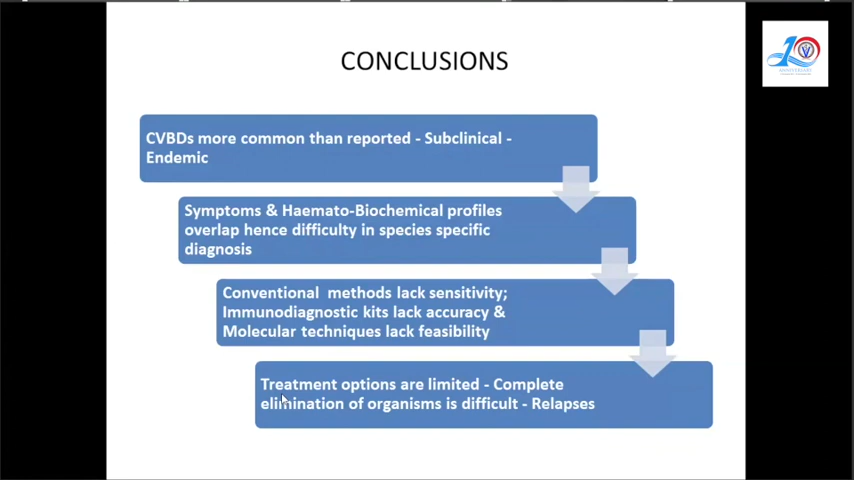 CONCLUSIONS
CVBDs more common than reported - Subclinical -
Endemic
Symptoms & Haemato-Biochemical profiles
overlap hence difficulty in species specific
diagnosis
Conventional methods lack sensitivity;
Immunodiagnostic kits lack accuracy &
Molecular techniques lack feasibility
Treatment options are limited - Complete
elimination of organisms is difficult - Relapses
10
ANNIVERSARY